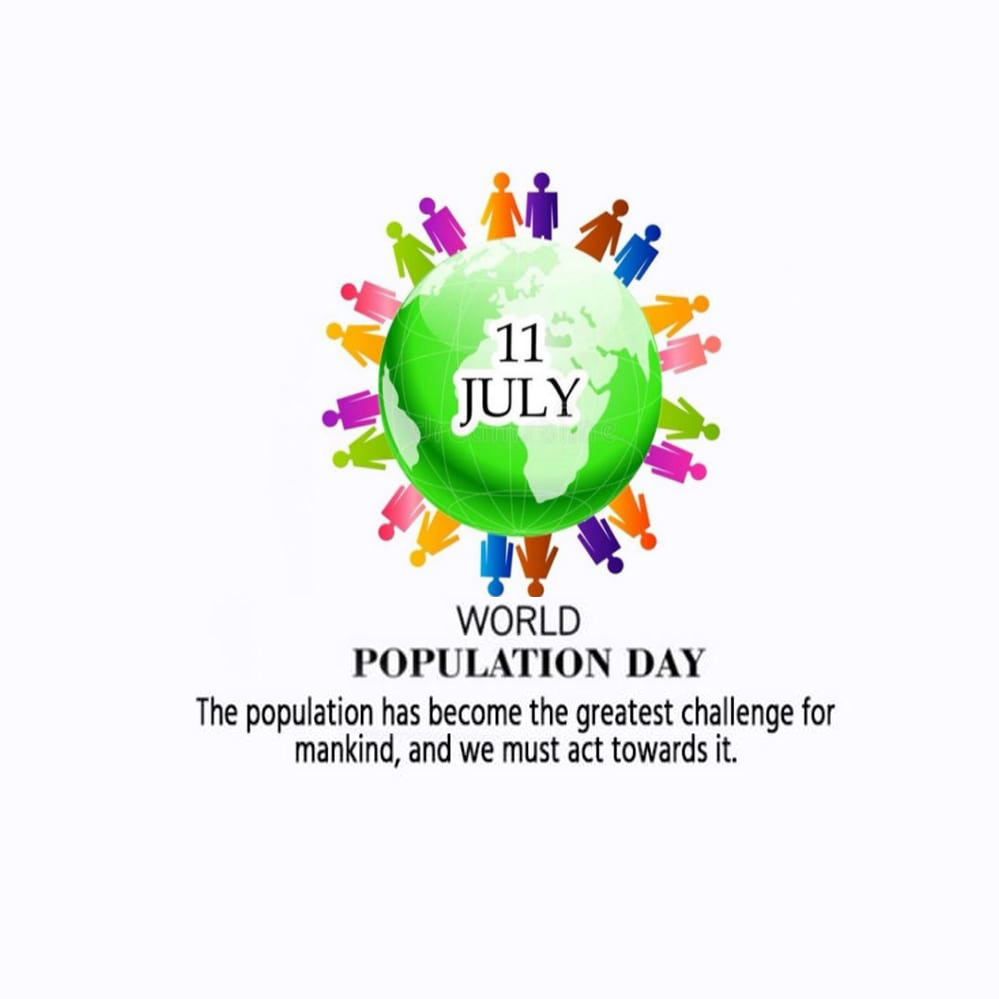 11
JULY
WORLD
POPULATION DAY
The population has become the greatest challenge for
mankind, and we must act towards it.